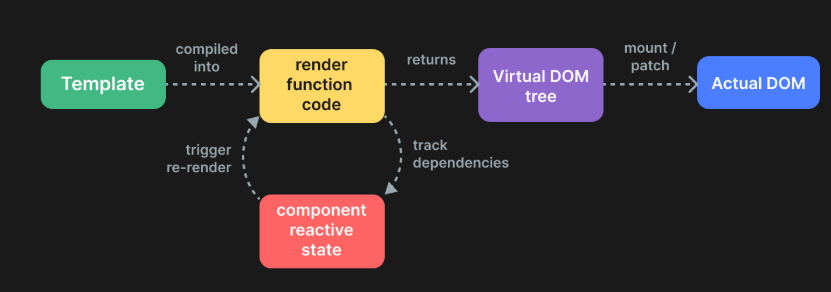 Template
compiled
into
render
function
code
returns
Virtual DOM
tree
mount /
patch
Actual DOM
trigger
re-render
track
dependencies
component
reactive
state